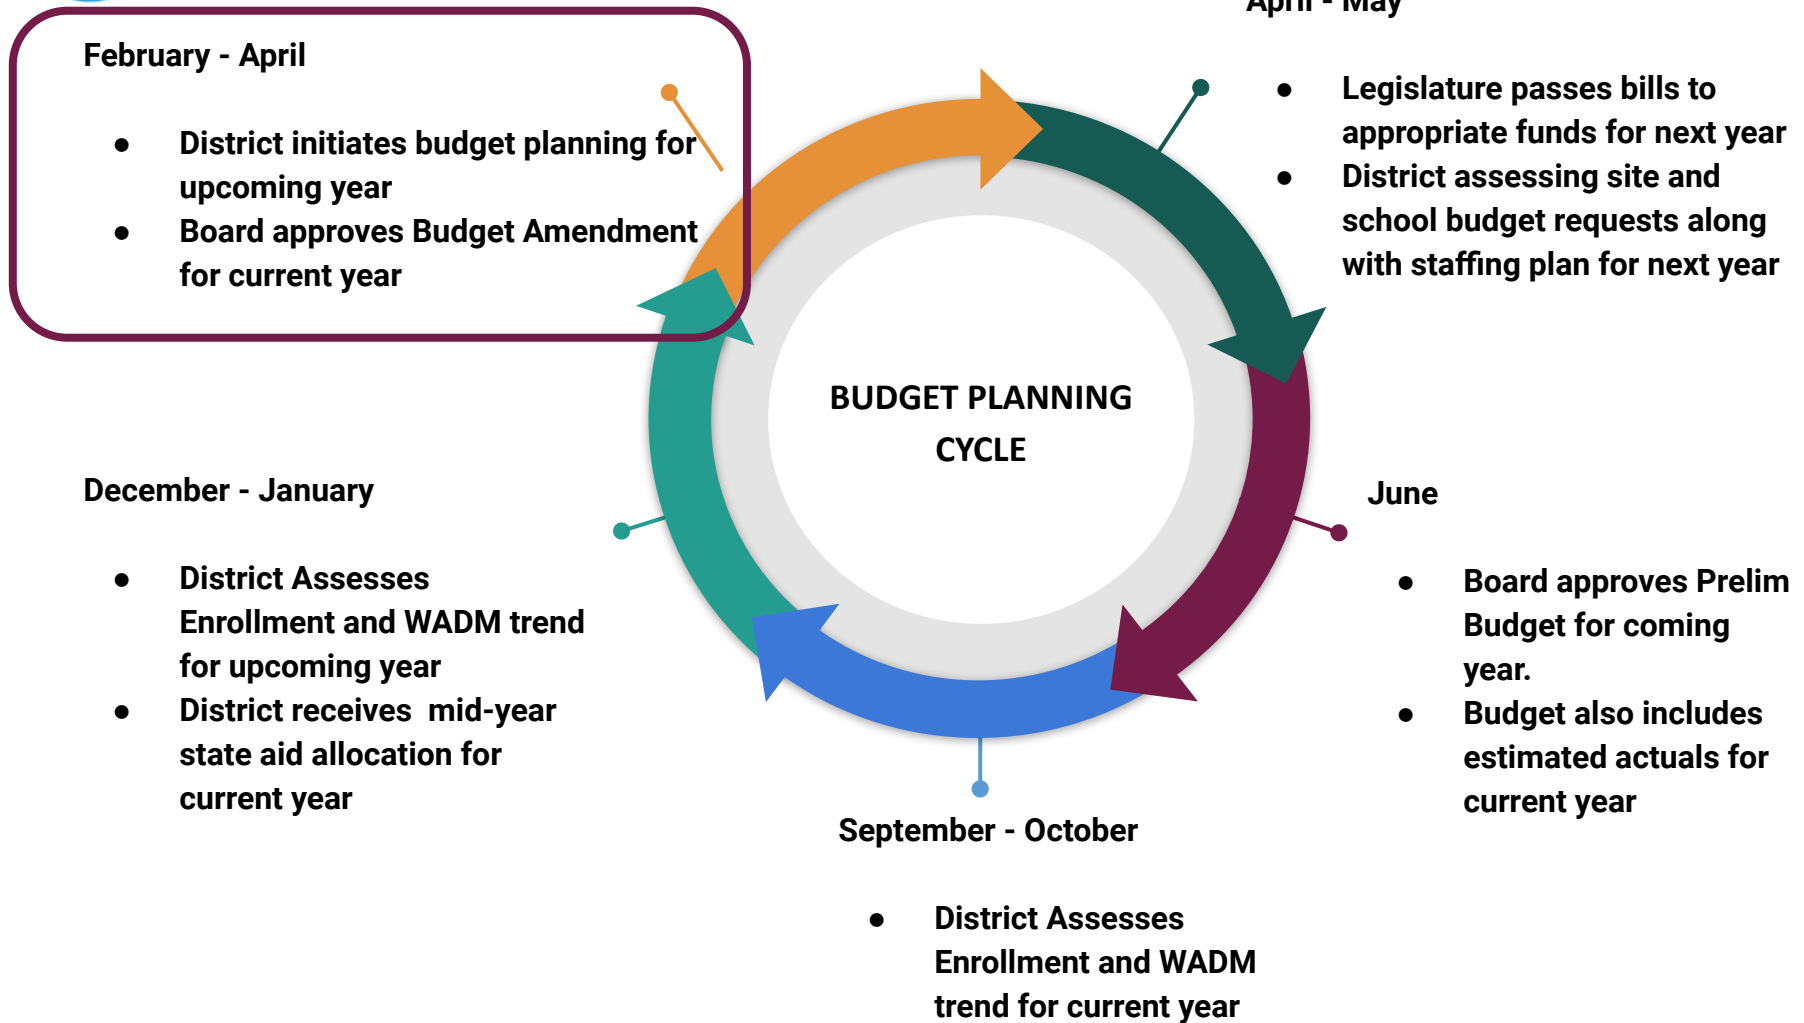 February - April
● District initiates budget planning for
upcoming year
● Board approves Budget Amendment
for current year
April - May
● Legislature passes bills to
appropriate funds for next year
● District assessing site and
school budget requests along
with staffing plan for next year
BUDGET PLANNING
CYCLE
June
● Board approves Prelim
Budget for coming
year.
● Budget also includes
estimated actuals for
current year
September - October
● District Assesses
Enrollment and WADM
trend for current year
December - January
● District Assesses
Enrollment and WADM trend
for upcoming year
● District receives  mid-year
state aid allocation for
current year